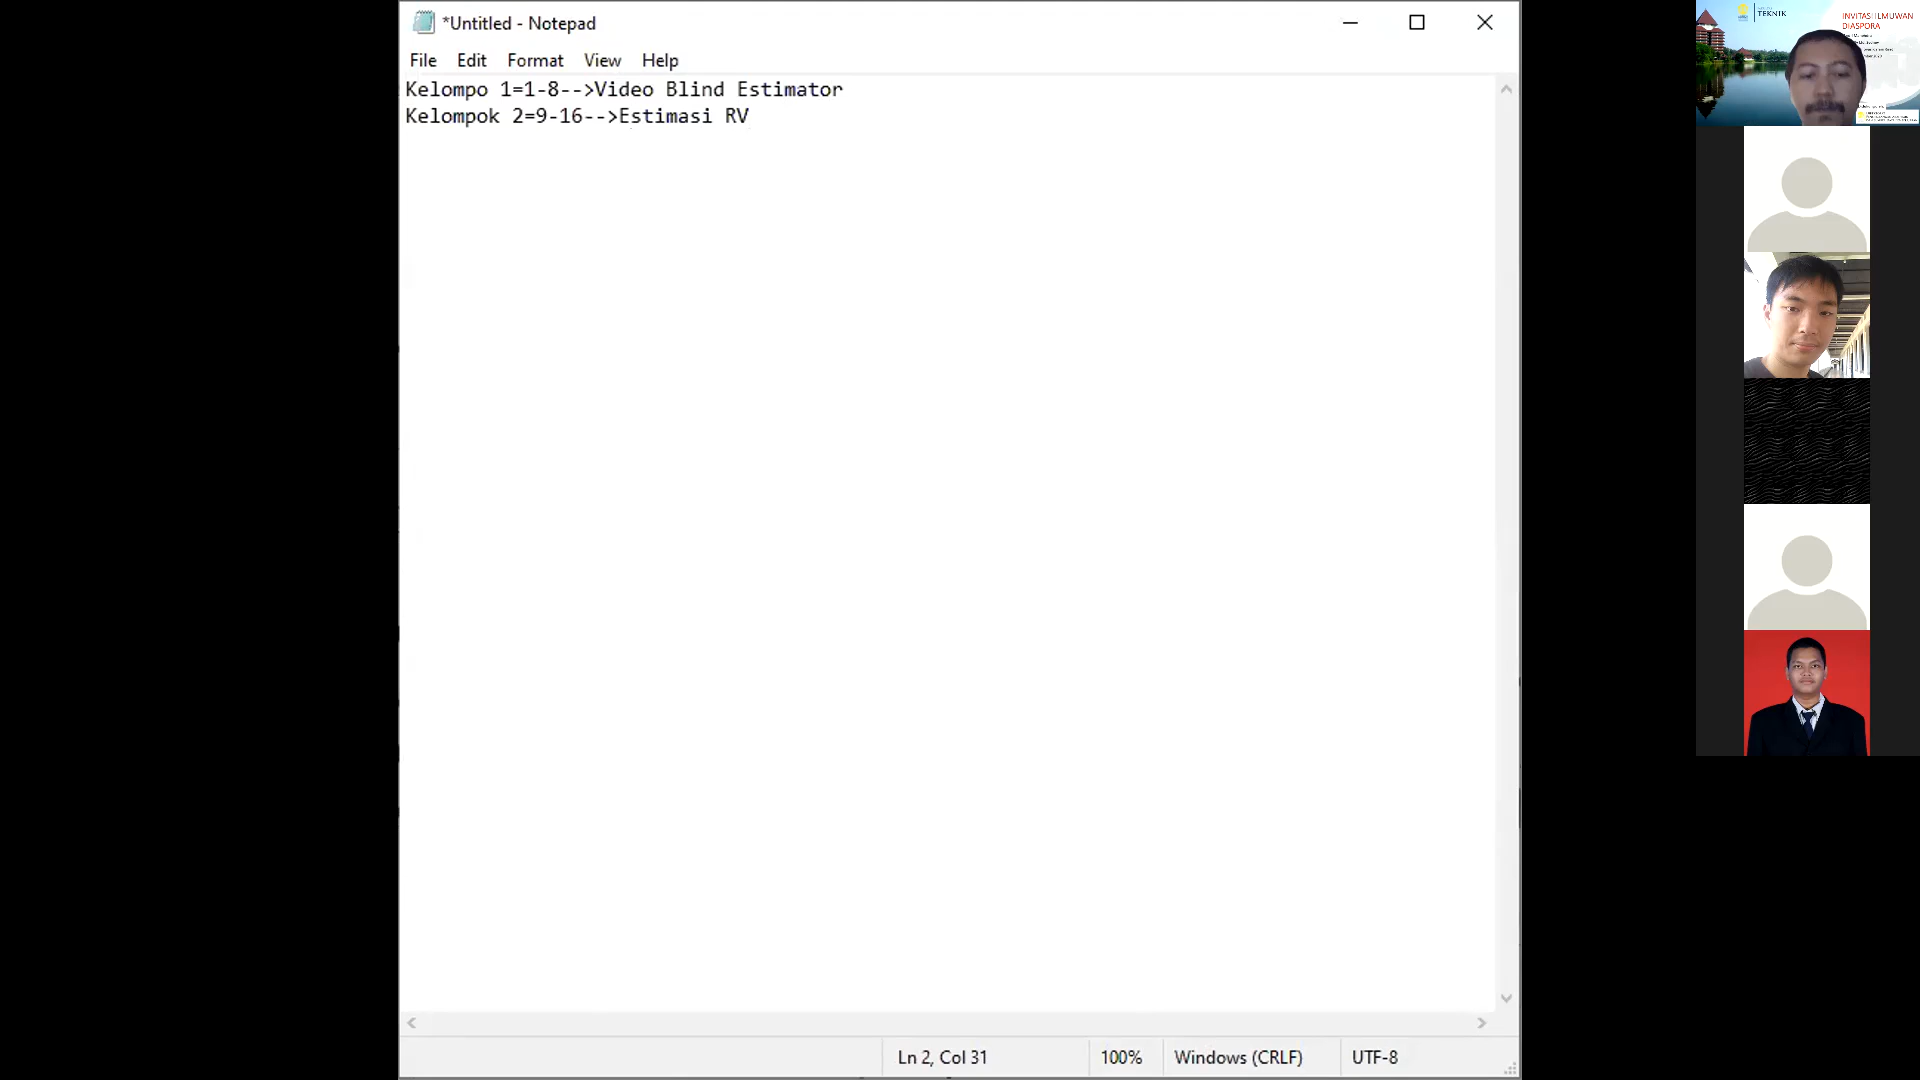 *Untitled - Notepad
File Edit Format View Help
Kelompo 1=1-8-->Video Blind Estimator
Kelompok 2=9-16-->Estimasi RV
Ln 2, Col 31 100% Windows (CRLF) UTF-8
TEKNIK
INVITASI ILMUWAN
DIASPORA